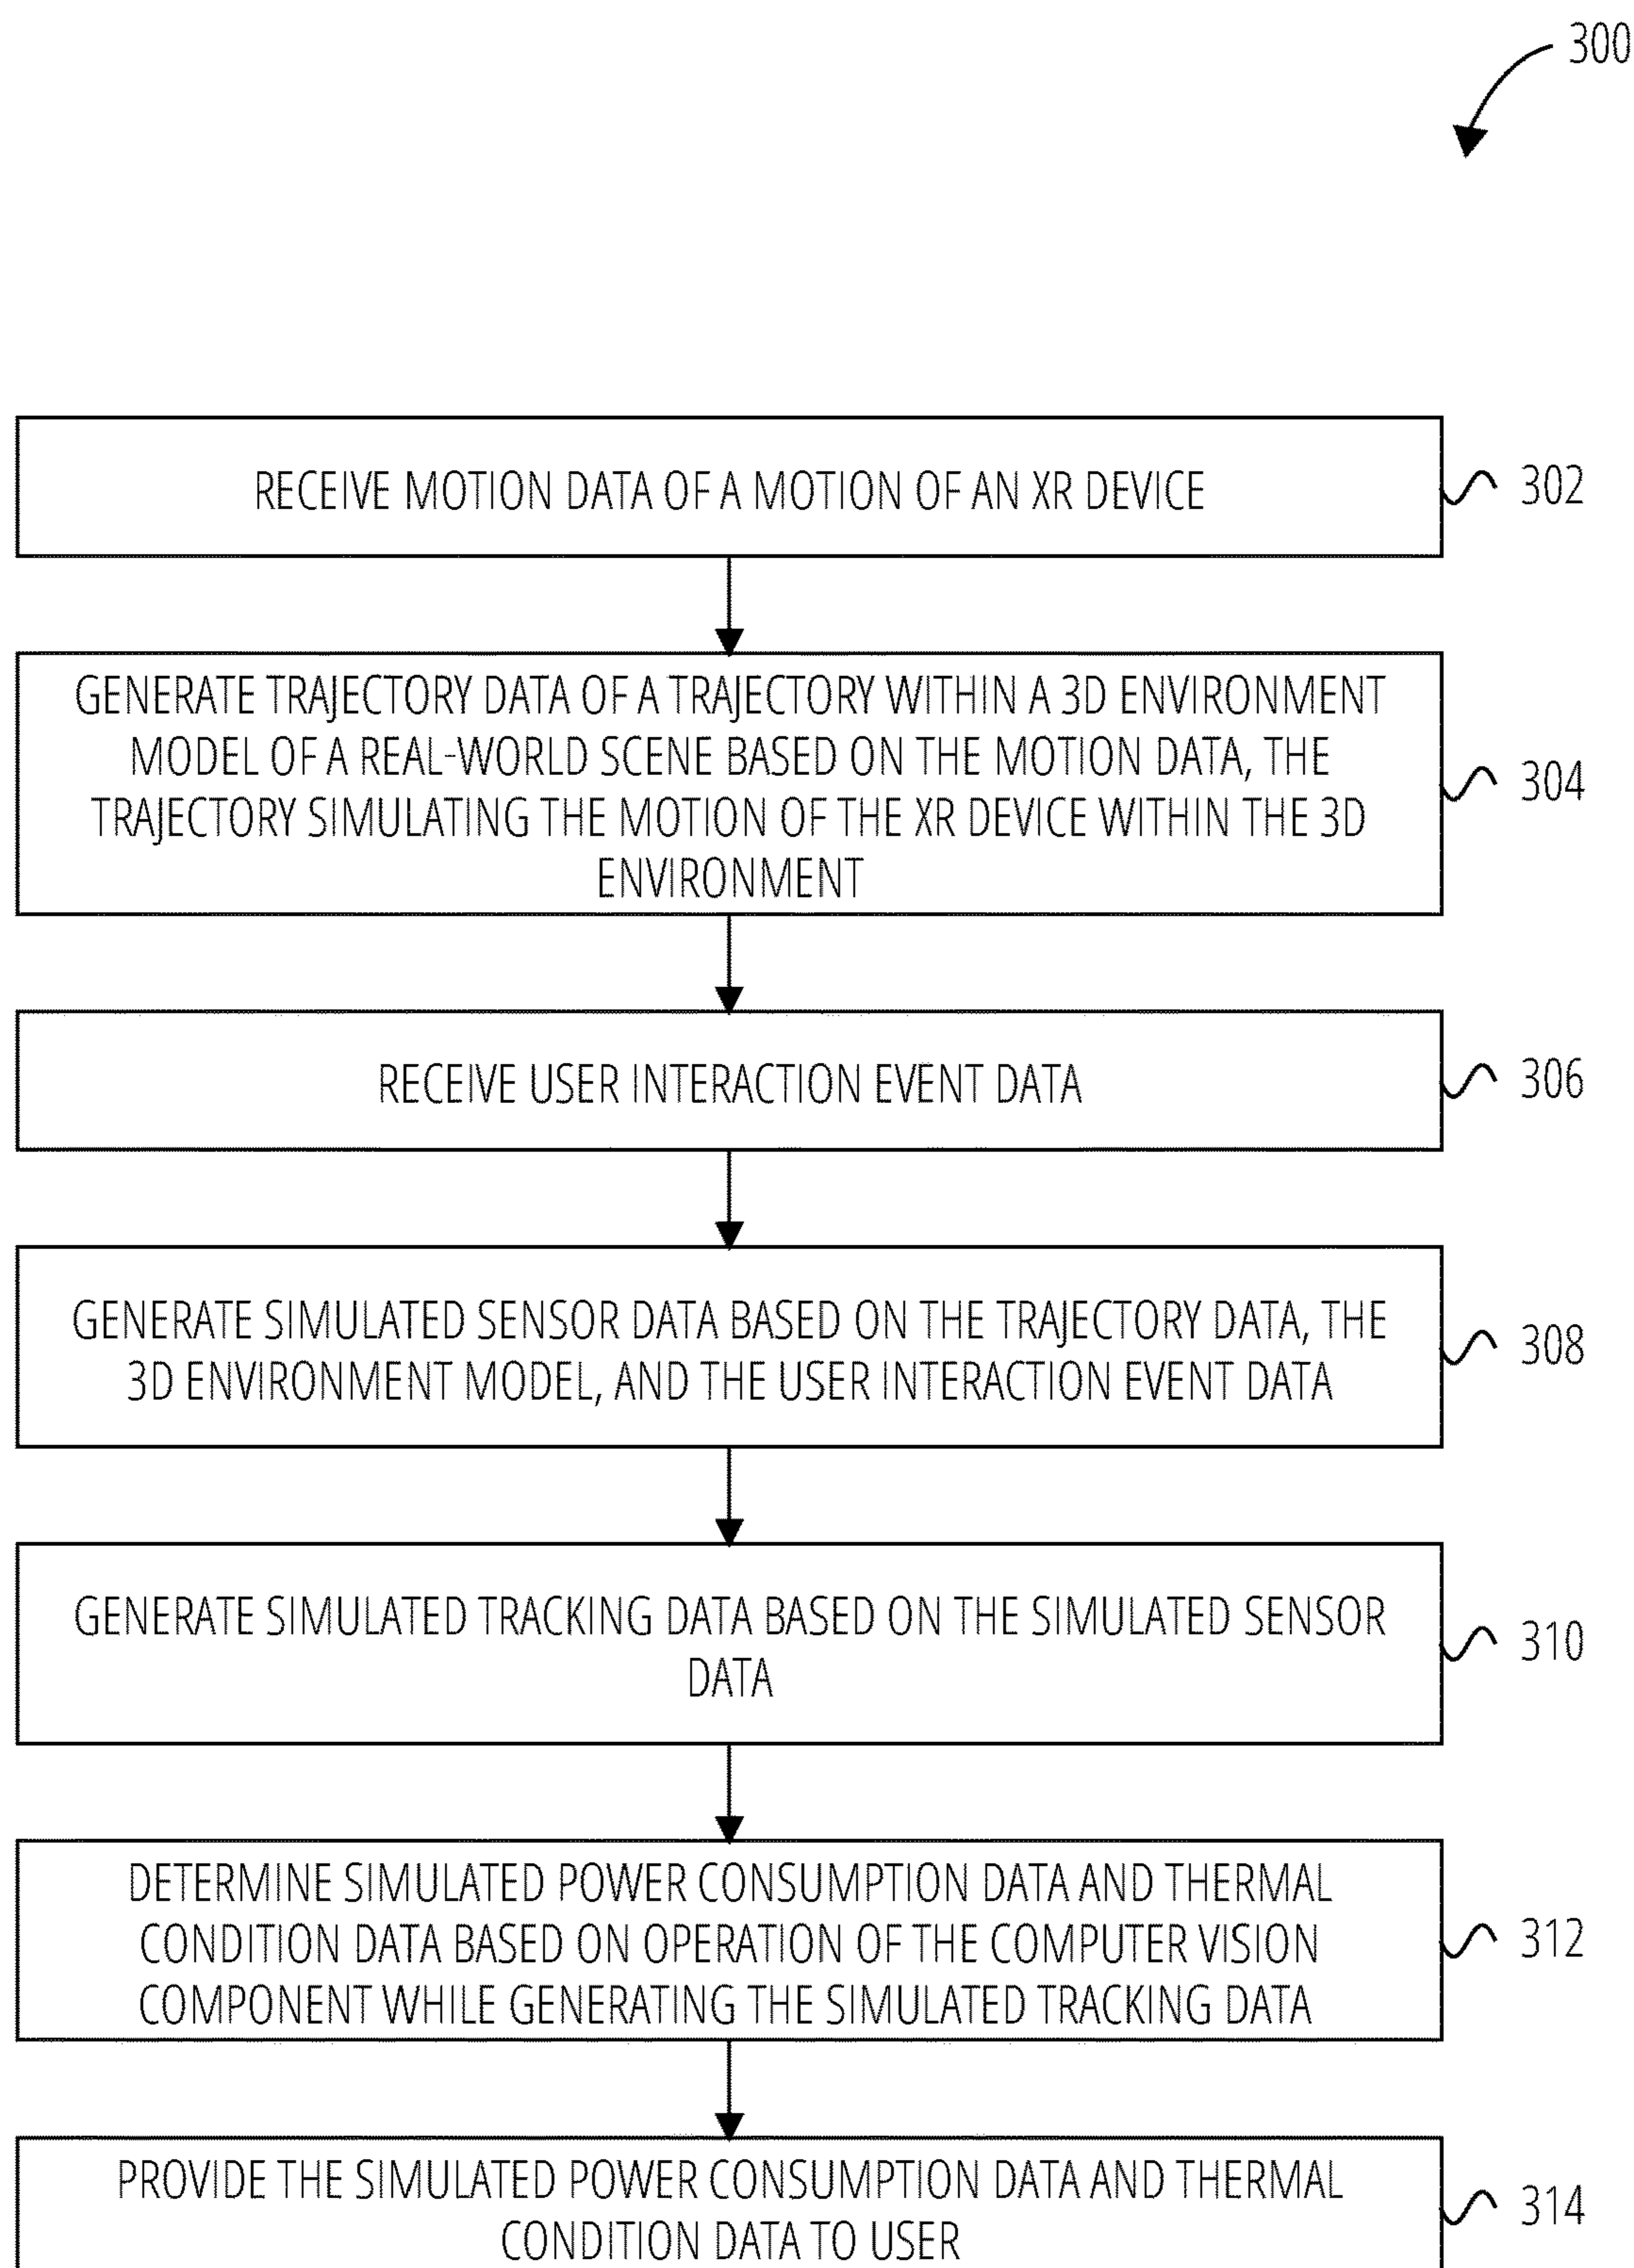 300
RECEIVE MOTION DATA OF A MOTION OF AN XR DEVICE
302
GENERATE TRAJECTORY DATA OF A TRAJECTORY WITHIN A 3D ENVIRONMENT
MODEL OF A REAL-WORLD SCENE BASED ON THE MOTION DATA, THE
TRAJECTORY SIMULATING THE MOTION OF THE XR DEVICE WITHIN THE 3D
ENVIRONMENT
304
RECEIVE USER INTERACTION EVENT DATA
306
GENERATE SIMULATED SENSOR DATA BASED ON THE TRAJECTORY DATA, THE
3D ENVIRONMENT MODEL, AND THE USER INTERACTION EVENT DATA
308
GENERATE SIMULATED TRACKING DATA BASED ON THE SIMULATED SENSOR
DATA
310
DETERMINE SIMULATED POWER CONSUMPTION DATA AND THERMAL
CONDITION DATA BASED ON OPERATION OF THE COMPUTER VISION
COMPONENT WHILE GENERATING THE SIMULATED TRACKING DATA
312
PROVIDE THE SIMULATED POWER CONSUMPTION DATA AND THERMAL
CONDITION DATA TO USER
314